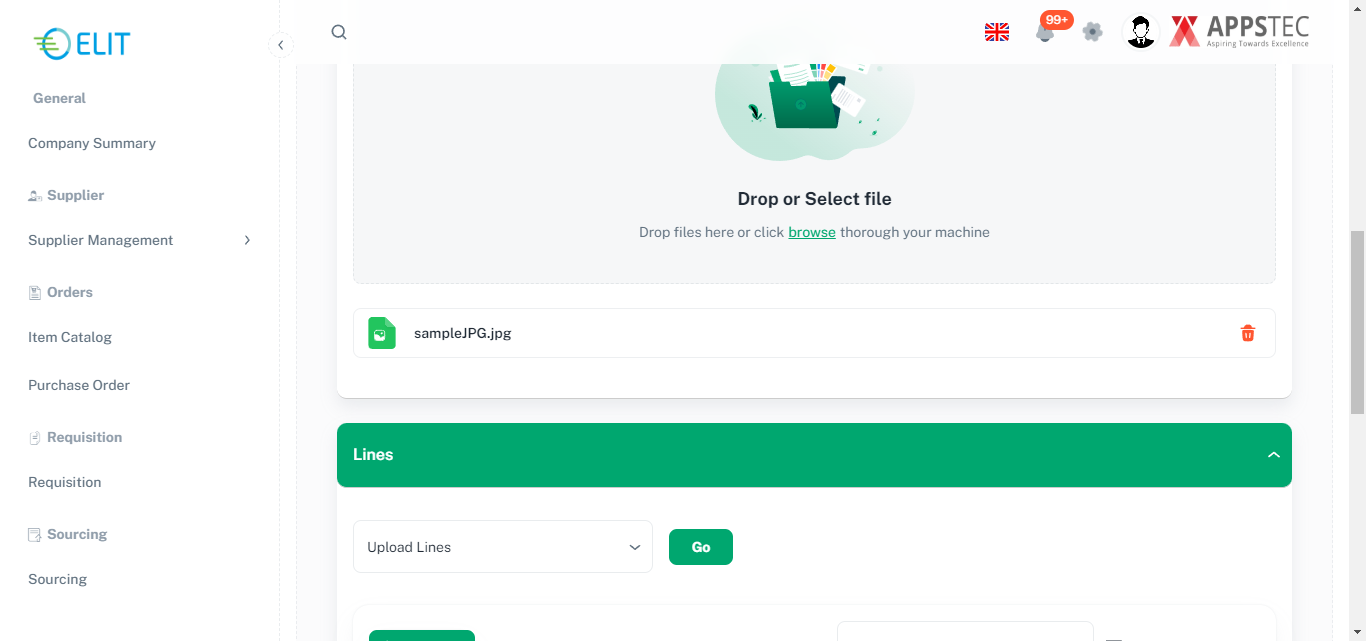 ELIT
General
Company Summary
Supplier
Supplier Management
Orders
Item Catalog
Purchase Order
Requisition
Requisition
Sourcing
Sourcing
99+
APPSTEC
Aspiring Towards Excellence
Drop or Select file
Drop files here or click browse thorough your machine
sampleJPG.jpg
Lines
Upload Lines
Go